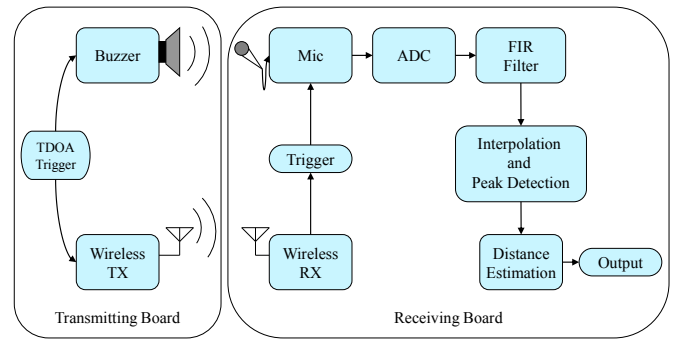 Buzzer
TDOA
Trigger
Wireless
TX
Transmitting Board
Mic
ADC
FIR
Filter
Trigger
Interpolation
and
Peak Detection
Wireless
RX
Distance
Estimation
Output
Receiving Board